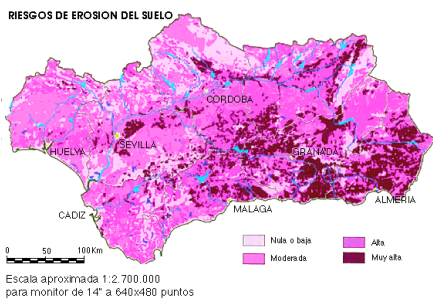 RIESGOS DE EROSION DEL SUELO
CORDOBA
HUELVA
SEVILLA
GRANADA
ALMERIA
CADIZ
MALAGA
0 50 100 Km
Nula o baja
Alta
Moderada
Muy alta
Escala aproximada 1:2.700.000
para monitor de 14" a 640x480 puntos